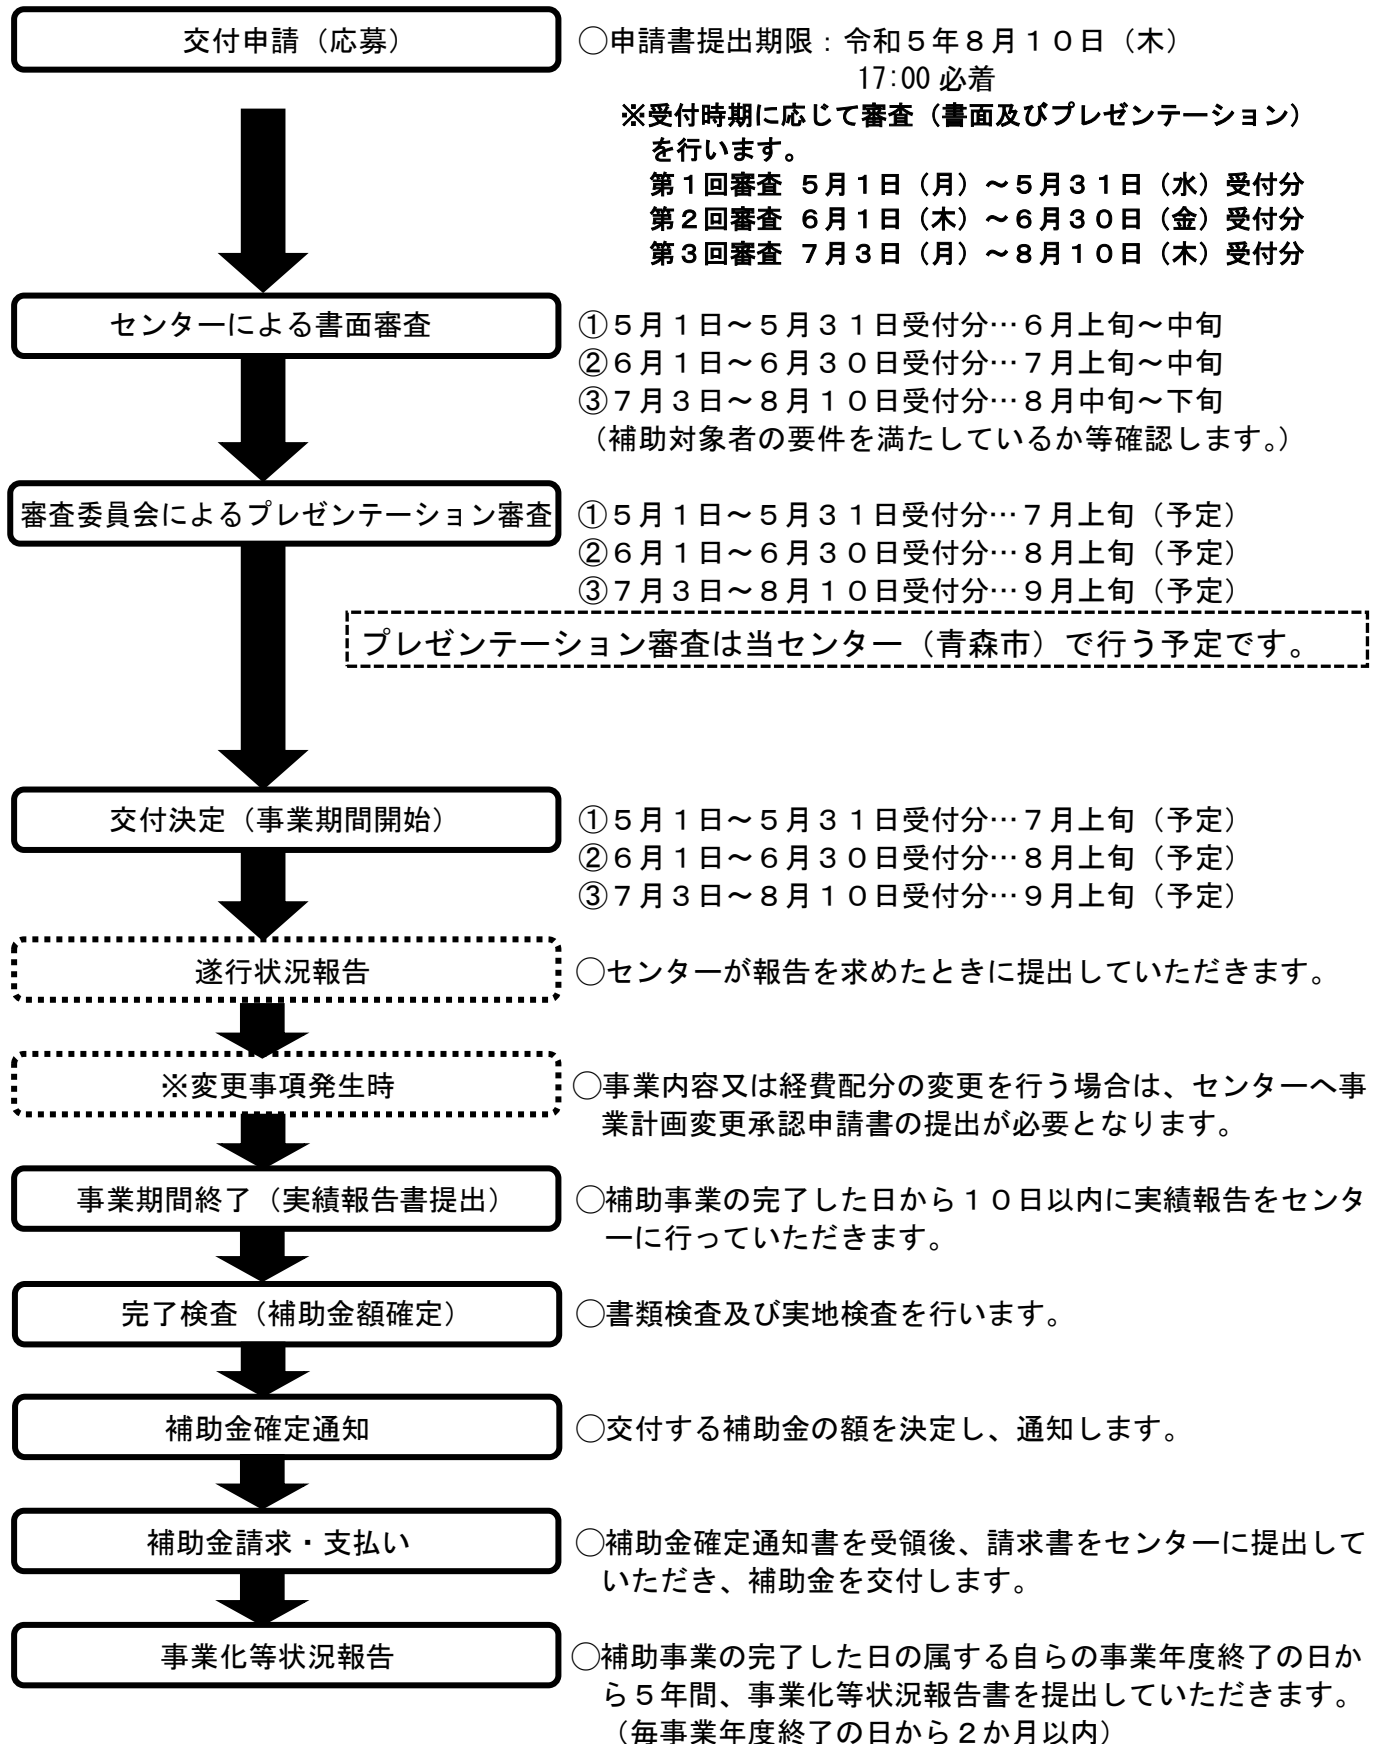 交付申請（応募）
○申請書提出期限：令和５年８月１０日（木）
17:00 必着
※受付時期に応じて審査（書面及びプレゼンテーション）
を行います。
第１回審査 ５月１日（月）～５月３１日（水）受付分
第２回審査 ６月１日（木）～６月３０日（金）受付分
第３回審査 ７月３日（月）～８月１０日（木）受付分
センターによる書面審査
①５月１日～５月３１日受付分…６月上旬～中旬
②６月１日～６月３０日受付分…７月上旬～中旬
③７月３日～８月１０日受付分…８月中旬～下旬
（補助対象者の要件を満たしているか等確認します。）
審査委員会によるプレゼンテーション審査
①５月１日～５月３１日受付分…７月上旬（予定）
②６月１日～６月３０日受付分…８月上旬（予定）
③７月３日～８月１０日受付分…９月上旬（予定）
プレゼンテーション審査は当センター（青森市）で行う予定です。
交付決定（事業期間開始）
①５月１日～５月３１日受付分…７月上旬（予定）
②６月１日～６月３０日受付分…８月上旬（予定）
③７月３日～８月１０日受付分…９月上旬（予定）
遂行状況報告
○センターが報告を求めたときに提出していただきます。
※変更事項発生時
○事業内容又は経費配分の変更を行う場合は、センターへ事
業計画変更承認申請書の提出が必要となります。
事業期間終了（実績報告書提出）
○補助事業の完了した日から１０日以内に実績報告をセンタ
ーに行っていただきます。
完了検査（補助金額確定）
○書類検査及び実地検査を行います。
補助金確定通知
○交付する補助金の額を決定し、通知します。
補助金請求・支払い
○補助金確定通知書を受領後、請求書をセンターに提出して
いただき、補助金を交付します。
事業化等状況報告
○補助事業の完了した日の属する自らの事業年度終了の日か
ら５年間、事業化等状況報告書を提出していただきます。
（毎事業年度終了の日から２か月以内）